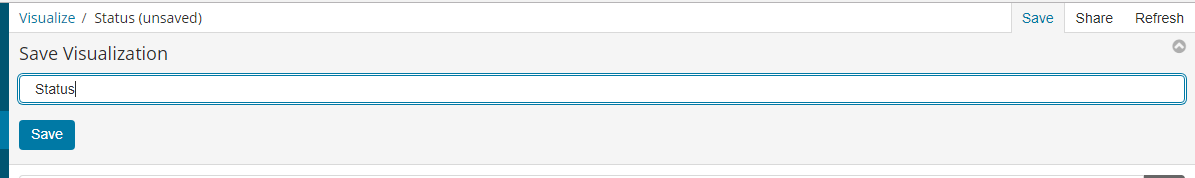 Visualize / Status (unsaved) Save Share Refresh
Save Visualization
Status
Save